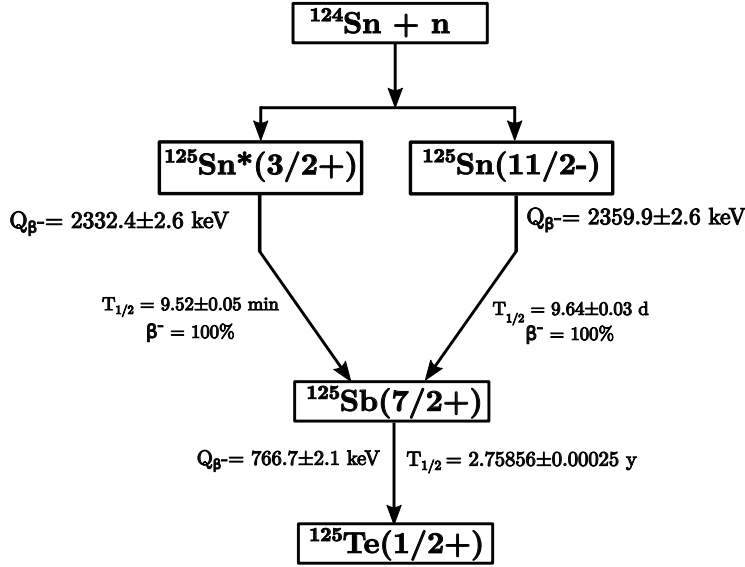 ¹²⁴Sn + n
¹²⁵Sn*(3/2+)
¹²⁵Sn(11/2-)
Qᵦ-= 2332.4±2.6 keV
Qᵦ-= 2359.9±2.6 keV
T₁/₂ = 9.52±0.05 min
β⁻ = 100%
T₁/₂ = 9.64±0.03 d
β⁻ = 100%
¹²⁵Sb(7/2+)
Qᵦ-= 766.7±2.1 keV
T₁/₂ = 2.75856±0.00025 y
¹²⁵Te(1/2+)